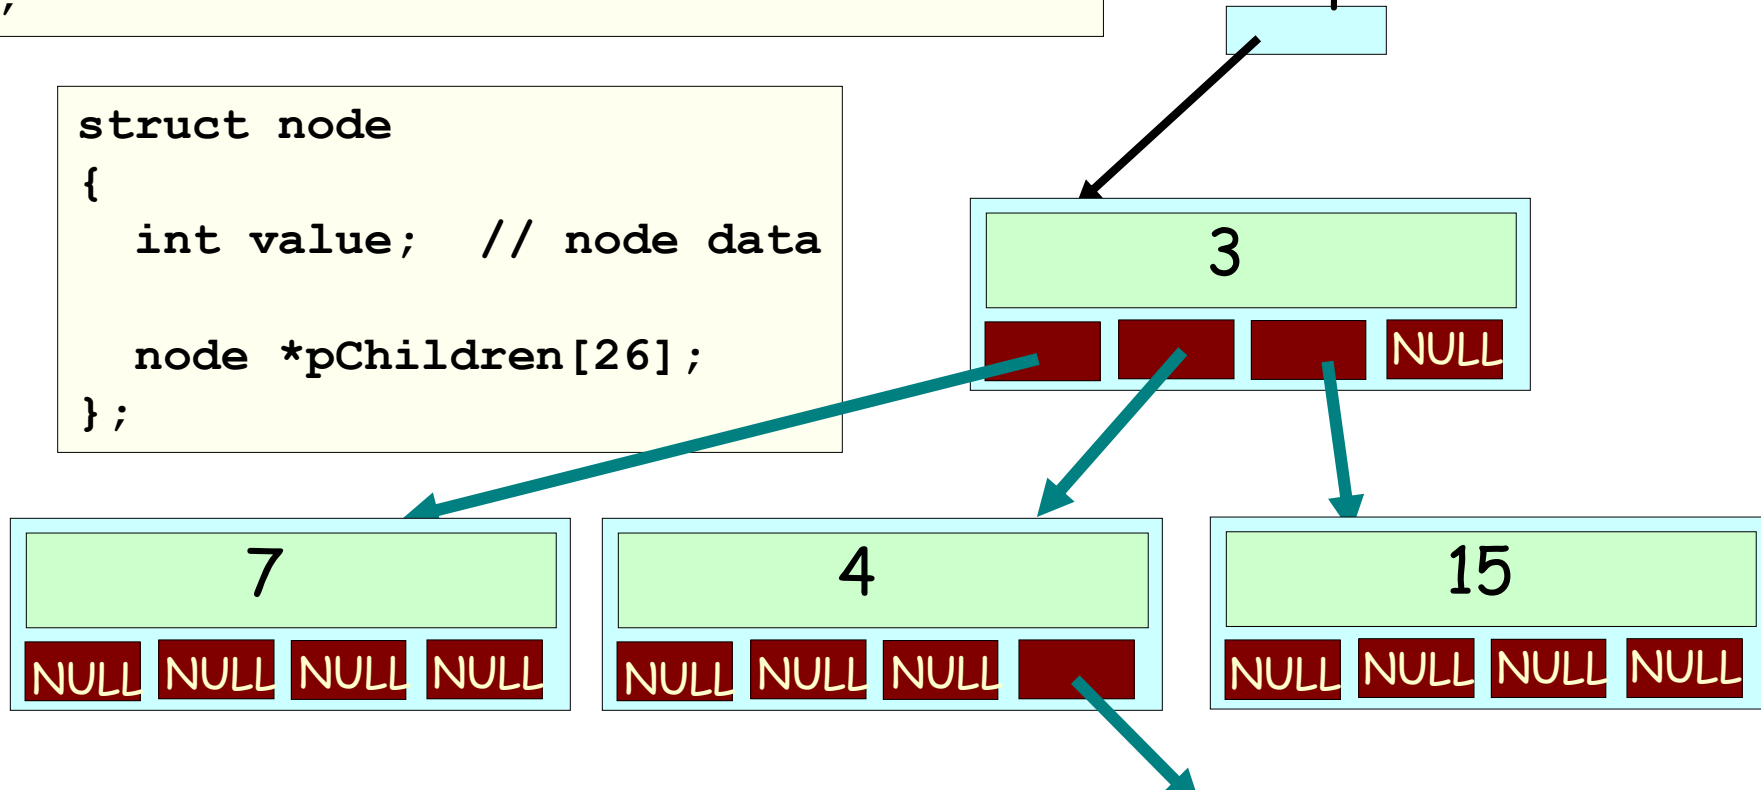 ;
struct node
{
int value; // node data
node *pChildren[26];
};
3
NULL
7
4
15
NULL NULL NULL NULL
NULL NULL NULL
NULL NULL NULL NULL